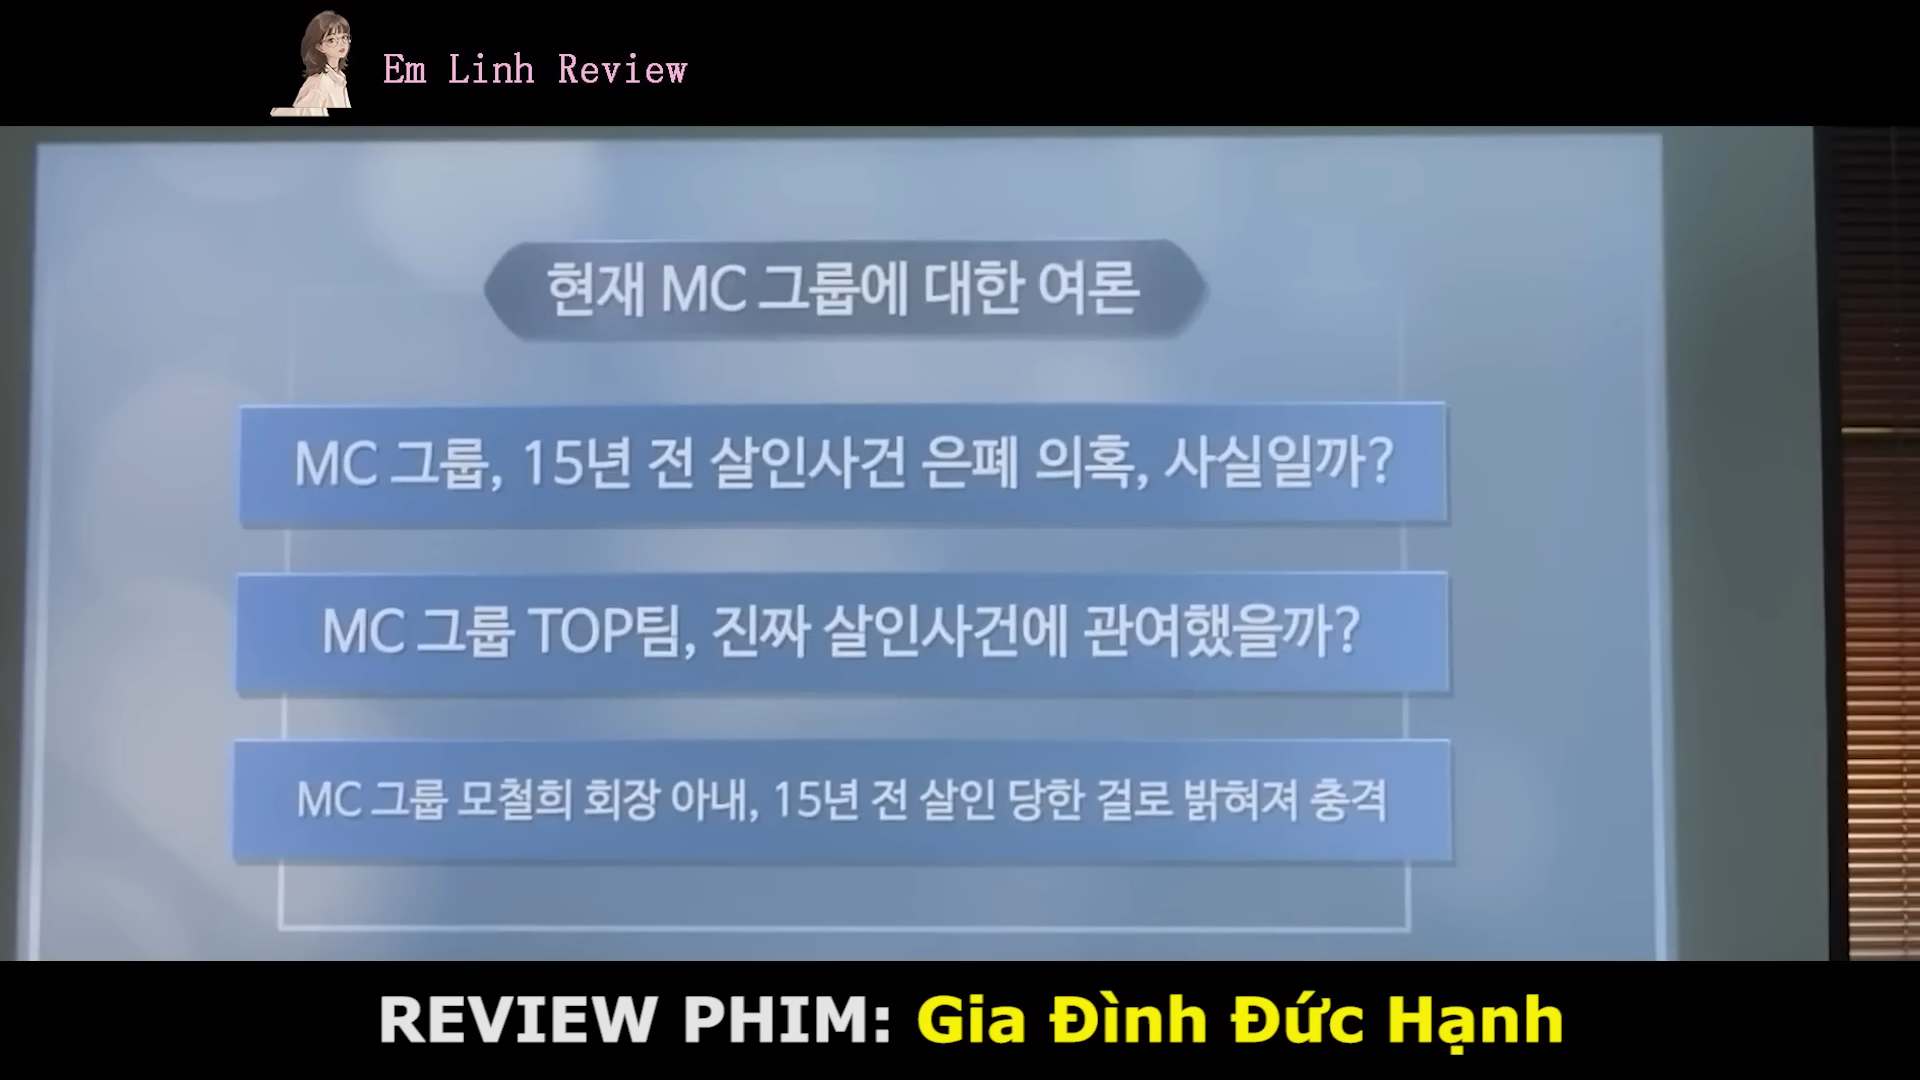 Em Linh Review
현재 MC 그룹에 대한 여론
MC 그룹, 15년 전 살인사건 은폐 의혹, 사실일까?
MC 그룹 TOP팀, 진짜 살인사건에 관여했을까?
MC 그룹 모철희 회장 아내, 15년 전 살인 당한 걸로 밝혀져 충격
REVIEW PHIM: Gia Đình Đức Hạnh